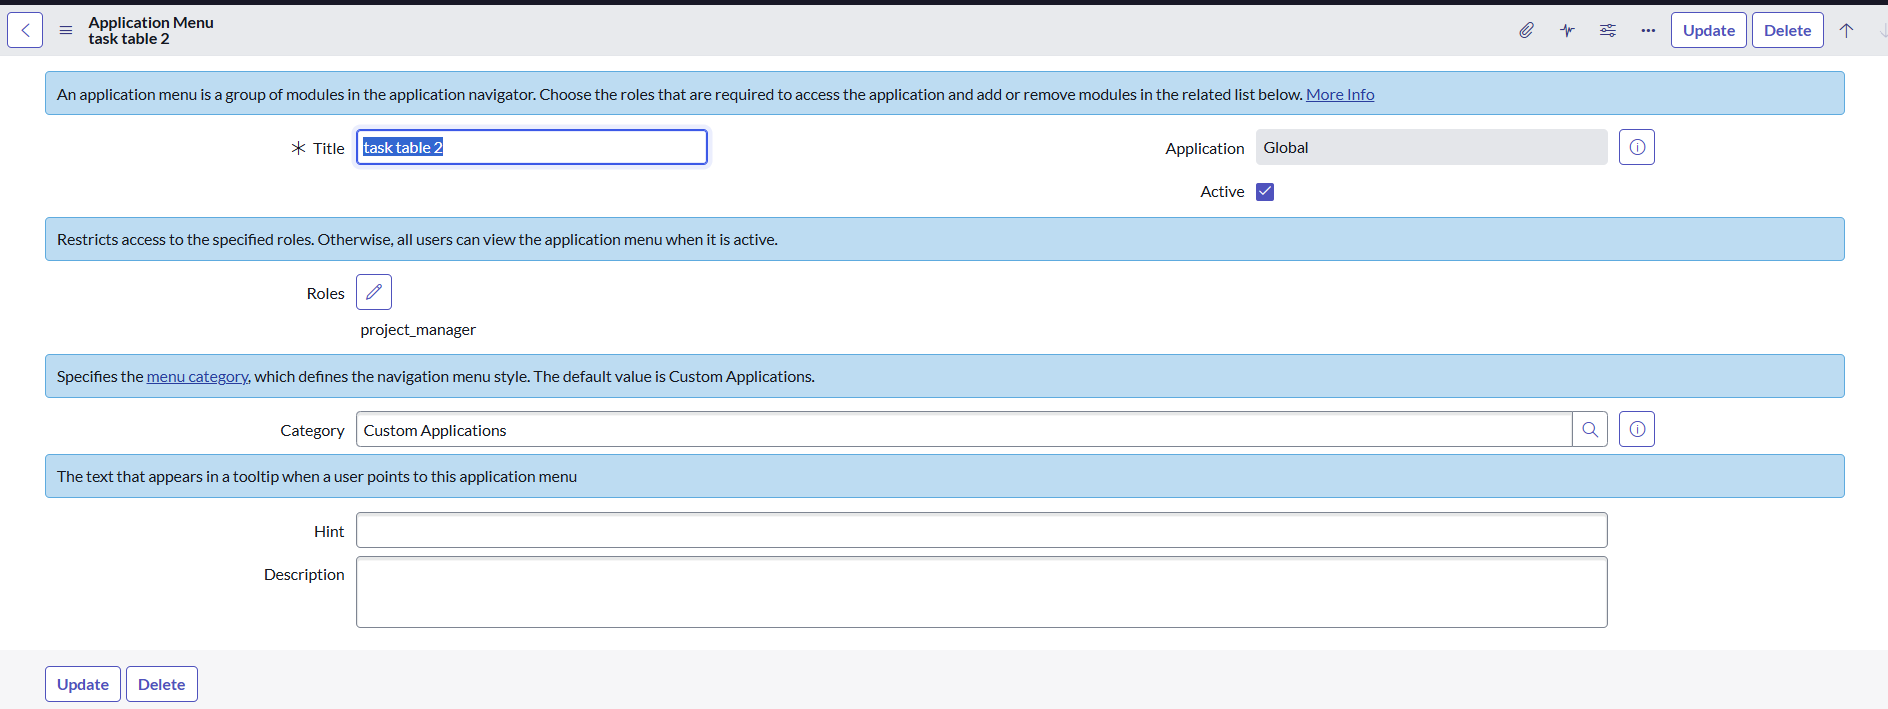 Application Menu
task table 2
Update Delete
An application menu is a group of modules in the application navigator. Choose the roles that are required to access the application and add or remove modules in the related list below. More Info
Title task table 2
Application Global
Active
Restricts access to the specified roles. Otherwise, all users can view the application menu when it is active.
Roles
project_manager
Specifies the menu category, which defines the navigation menu style. The default value is Custom Applications.
Category Custom Applications
The text that appears in a tooltip when a user points to this application menu
Hint
Description
Update Delete